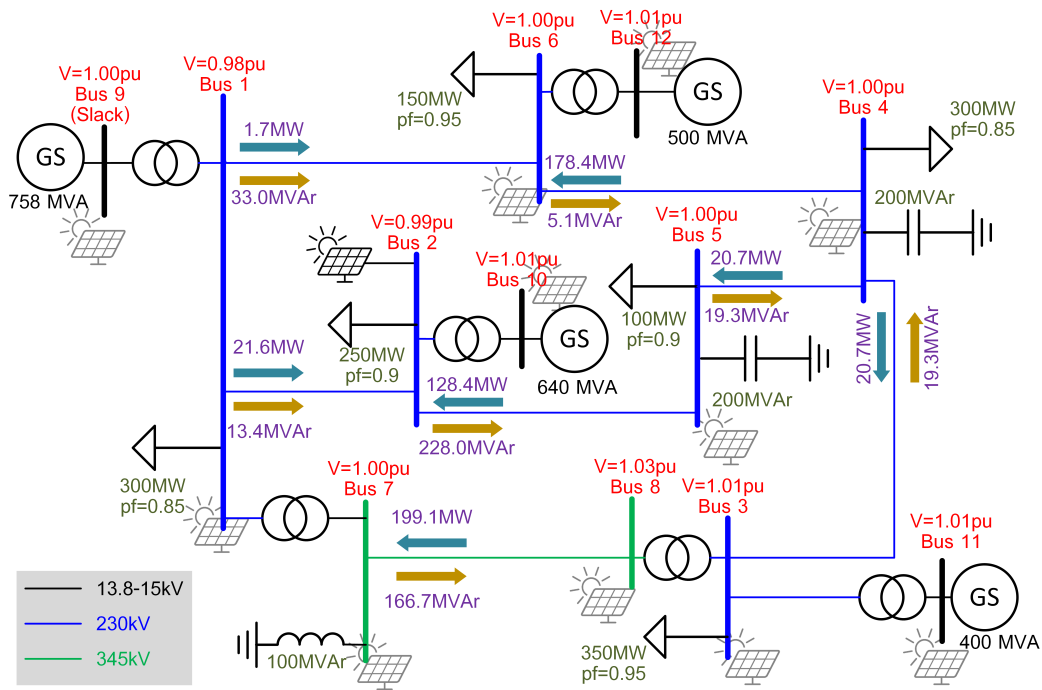 V=1.00pu
Bus 9
(Slack)
GS
758 MVA
V=0.98pu
Bus 1
1.7MW
33.0MVAr
V=1.00pu
Bus 6
150MW
pf=0.95
V=1.01pu
Bus 12
GS
500 MVA
178.4MW
5.1MVAr
V=1.00pu
Bus 4
300MW
pf=0.85
200MVAr
V=0.99pu
Bus 2
V=1.01pu
Bus 10
GS
640 MVA
250MW
pf=0.9
V=1.00pu
Bus 5
20.7MW
19.3MVAr
100MW
pf=0.9
200MVAr
20.7MW
19.3MVAr
21.6MW
13.4MVAr
128.4MW
228.0MVAr
300MW
pf=0.85
V=1.00pu
Bus 7
199.1MW
166.7MVAr
V=1.03pu
Bus 8
V=1.01pu
Bus 3
V=1.01pu
Bus 11
GS
400 MVA
350MW
pf=0.95
100MVAr
13.8-15kV
230kV
345kV